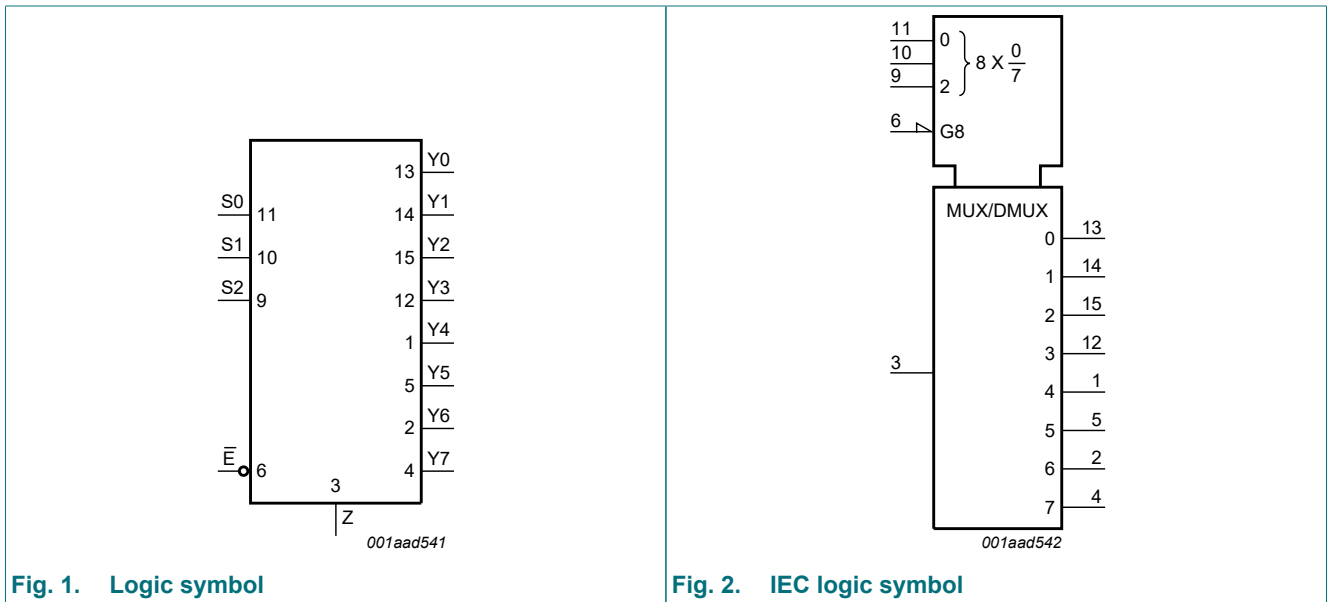 S0
11
S1
10
S2
9
E̅
6
13 Y0
14 Y1
15 Y2
12 Y3
1 Y4
5 Y5
2 Y6
4 Y7
3
Z
001aad541
Fig. 1. Logic symbol
11 0
10
9 2
8 X 0/7
6 G8
MUX/DMUX
0 13
1 14
2 15
3 12
3
4 1
5 5
6 2
7 4
001aad542
Fig. 2. IEC logic symbol